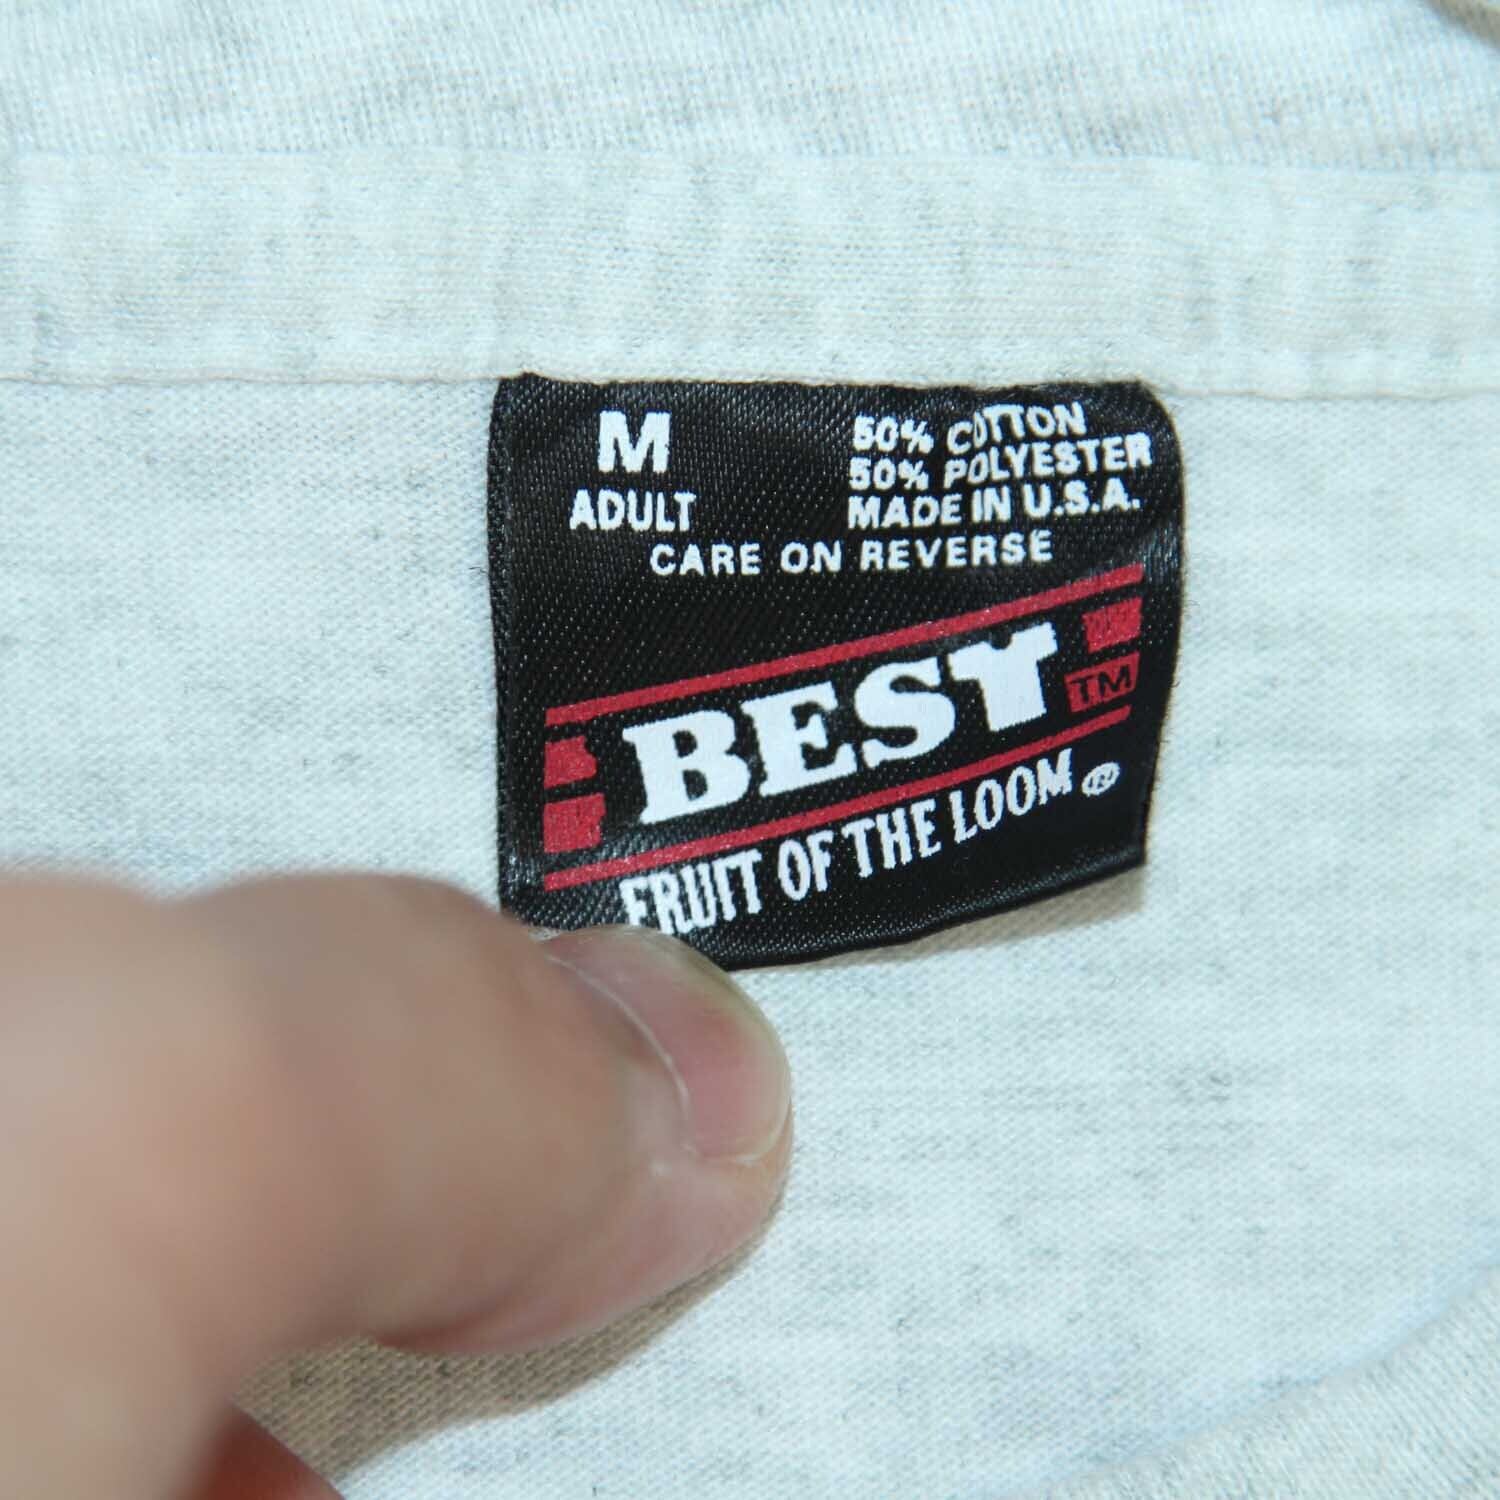 M
ADULT
50% COTTON
50% POLYESTER
MADE IN U.S.A.
CARE ON REVERSE
BEST
TM
FRUIT OF THE LOOM®